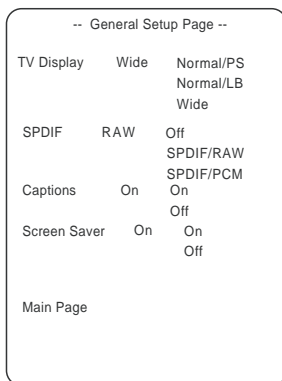 -- General Setup Page --
TV Display Wide Normal/PS
Normal/LB
Wide
SPDIF RAW Off
SPDIF/RAW
SPDIF/PCM
Captions On On
Off
Screen Saver On On
Off
Main Page